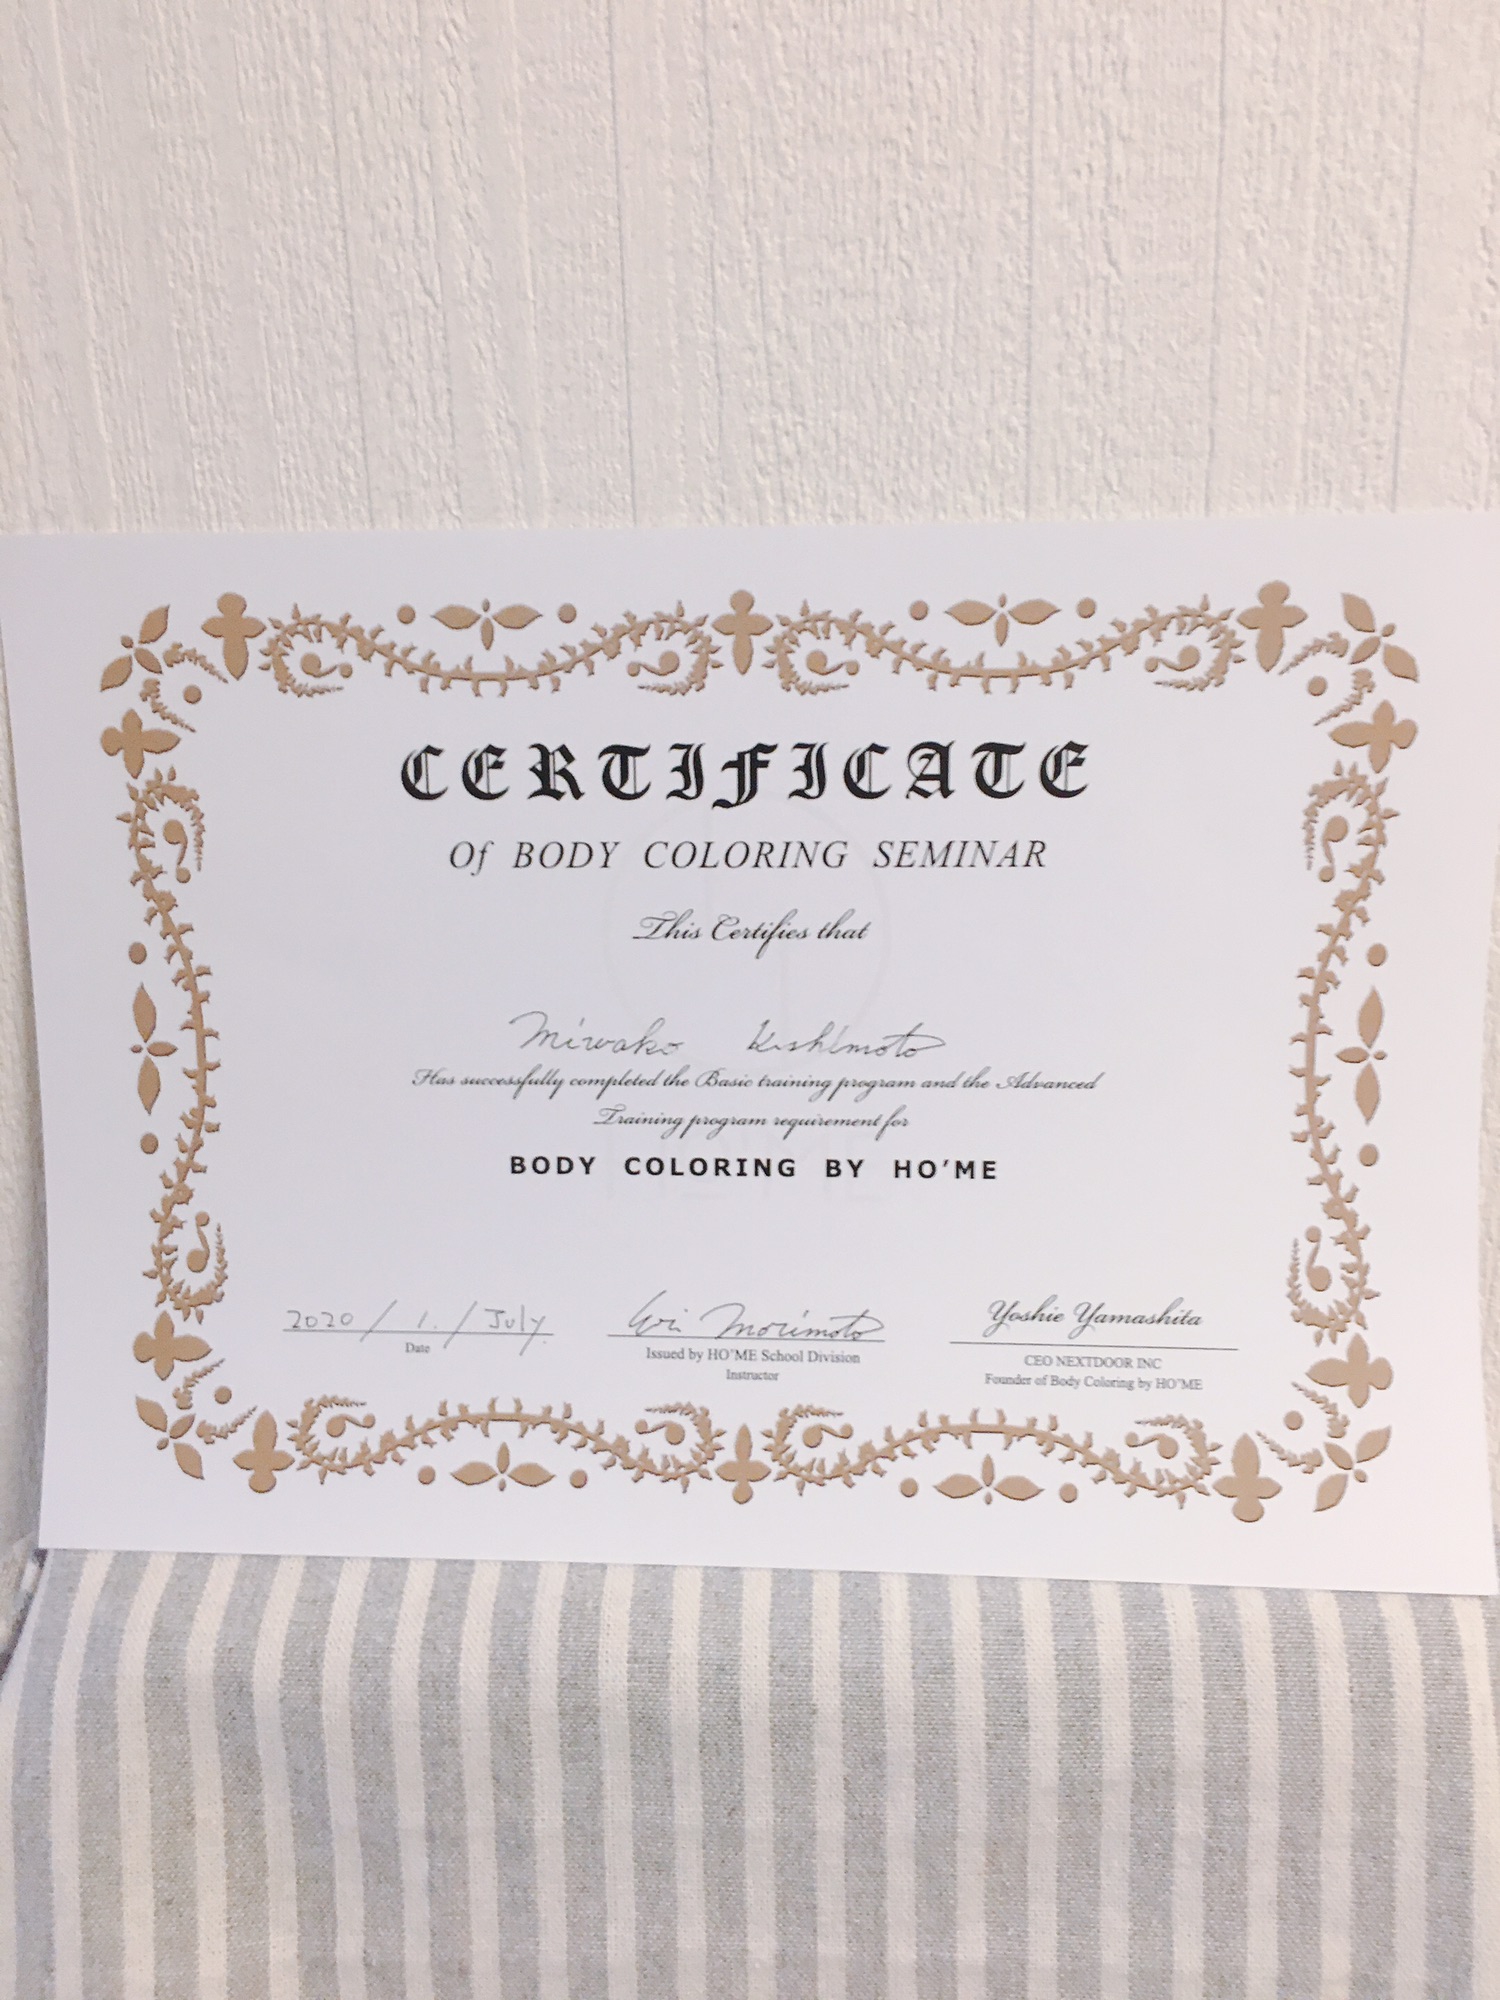 CERTIFICATE
Of BODY COLORING SEMINAR
This Certifies that
Miwako Kishimoto
Has successfully completed the Basic training program and the Advanced
Training program requirement for
BODY COLORING BY HO'ME
2020 / 1. / July.
Date
Eri Morimoto
Issued by HO'ME School Division
Instructor
Yoshie Yamashita
CEO NEXTDOOR INC
Founder of Body Coloring by HO'ME